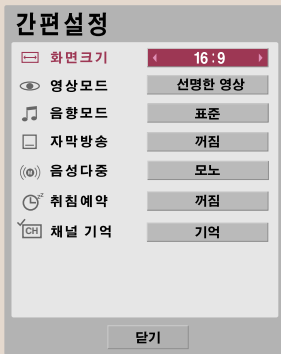 간편설정
화면크기 16:9
영상모드 선명한 영상
음향모드 표준
자막방송 꺼짐
음성다중 모노
취침예약 꺼짐
CH 채널 기억 기억
닫기